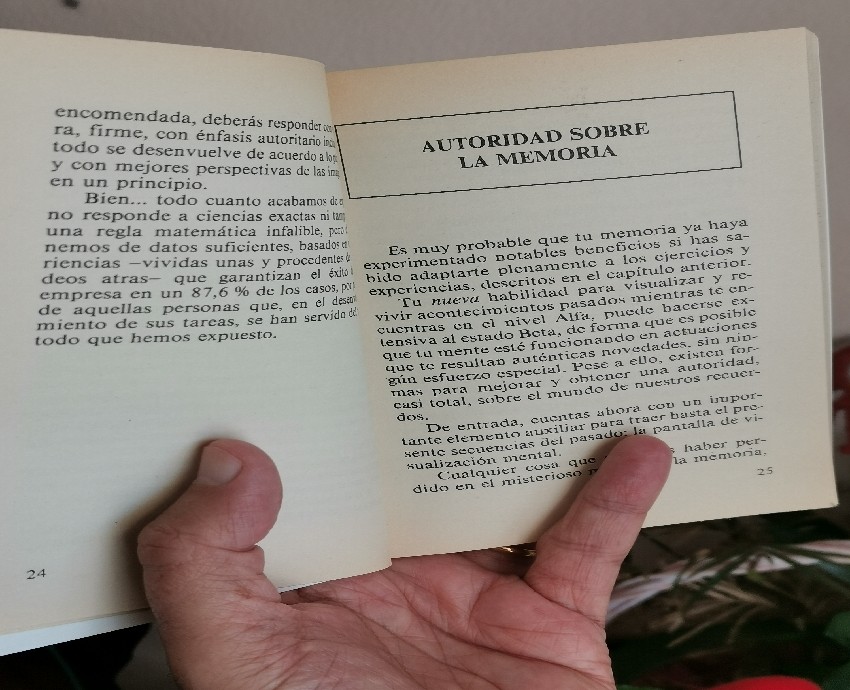 encomendada, deberás responder
ra, firme, con énfasis autoritario
todo se desenvuelve de acuerdo a
y con mejores perspectivas de las
en un principio.
Bien... todo cuanto acabamos de
no responde a ciencias exactas ni
una regla matemática infalible,
nemos de datos suficientes, basados
riencias —vividas unas y procedentes
deos atras— que garantizan el éxito
empresa en un 87,6 % de los casos,
de aquellas personas que, en el
miento de sus tareas, se han servido
todo que hemos expuesto.
24
AUTORIDAD SOBRE
LA MEMORIA
Es muy probable que tu memoria ya haya
experimentado notables beneficios si has sa-
bido adaptarte plenamente a los ejercicios y
experiencias, descritos en el capítulo anterior.
Tu nueva habilidad para visualizar y re-
vivir acontecimientos pasados mientras te en-
cuentras en el nivel Alfa, puede hacerse ex-
tensiva al estado Beta, de forma que es posible
que tu mente esté funcionando en actuaciones
que te resultan auténticas novedades, sin nin-
gún esfuerzo especial. Pese a ello, existen for-
mas para mejorar y obtener una autoridad,
casi total, sobre el mundo de nuestros recuer-
dos.
De entrada, cuentas ahora con un impor-
tante elemento auxiliar para traer hasta el pre-
sente secuencias del pasado: la pantalla de vi-
sualización mental.
Cualquier cosa que haber per-
dido en el misterioso la memoria,
25